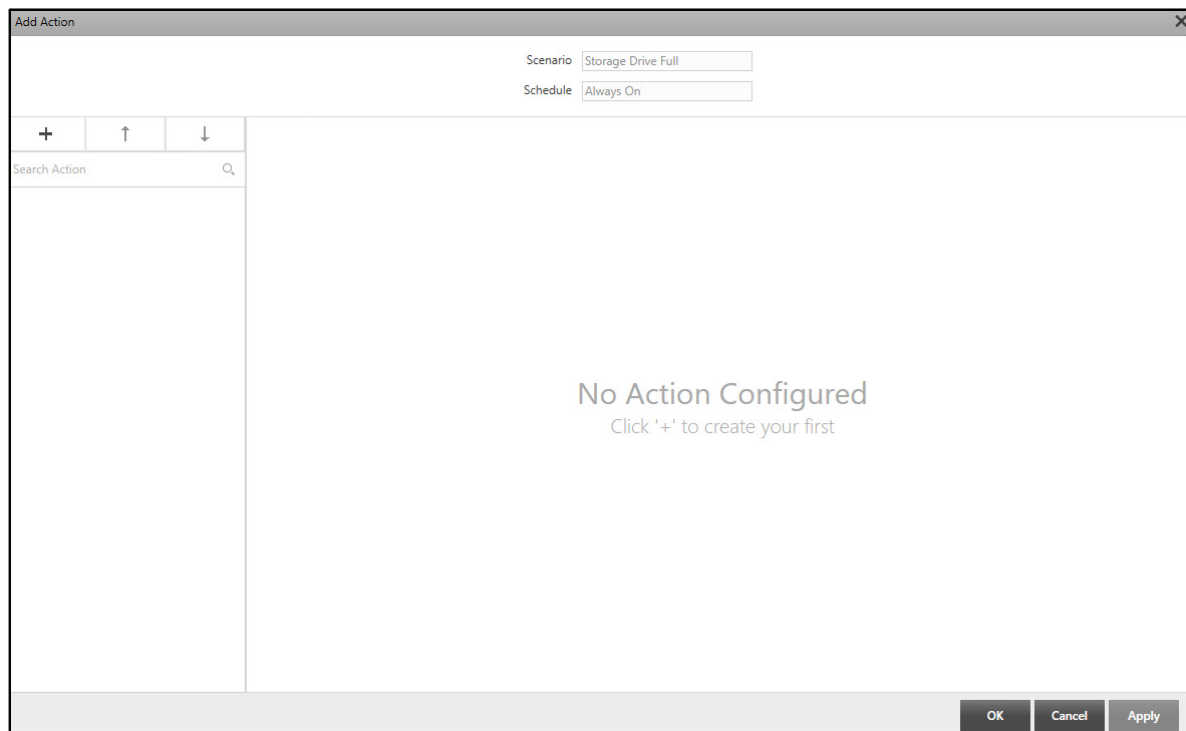 Add Action
Scenario Storage Drive Full
Schedule Always On
Search Action
No Action Configured
Click '+' to create your first
OK Cancel Apply